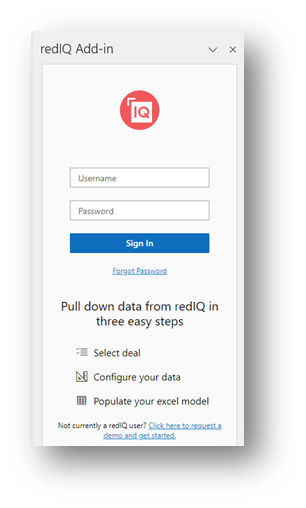 redIQ Add-in
IQ
Username
Password
Sign In
Forgot Password
Pull down data from redIQ in
three easy steps
Select deal
Configure your data
Populate your excel model
Not currently a redIQ user? Click here to request a
demo and get started.